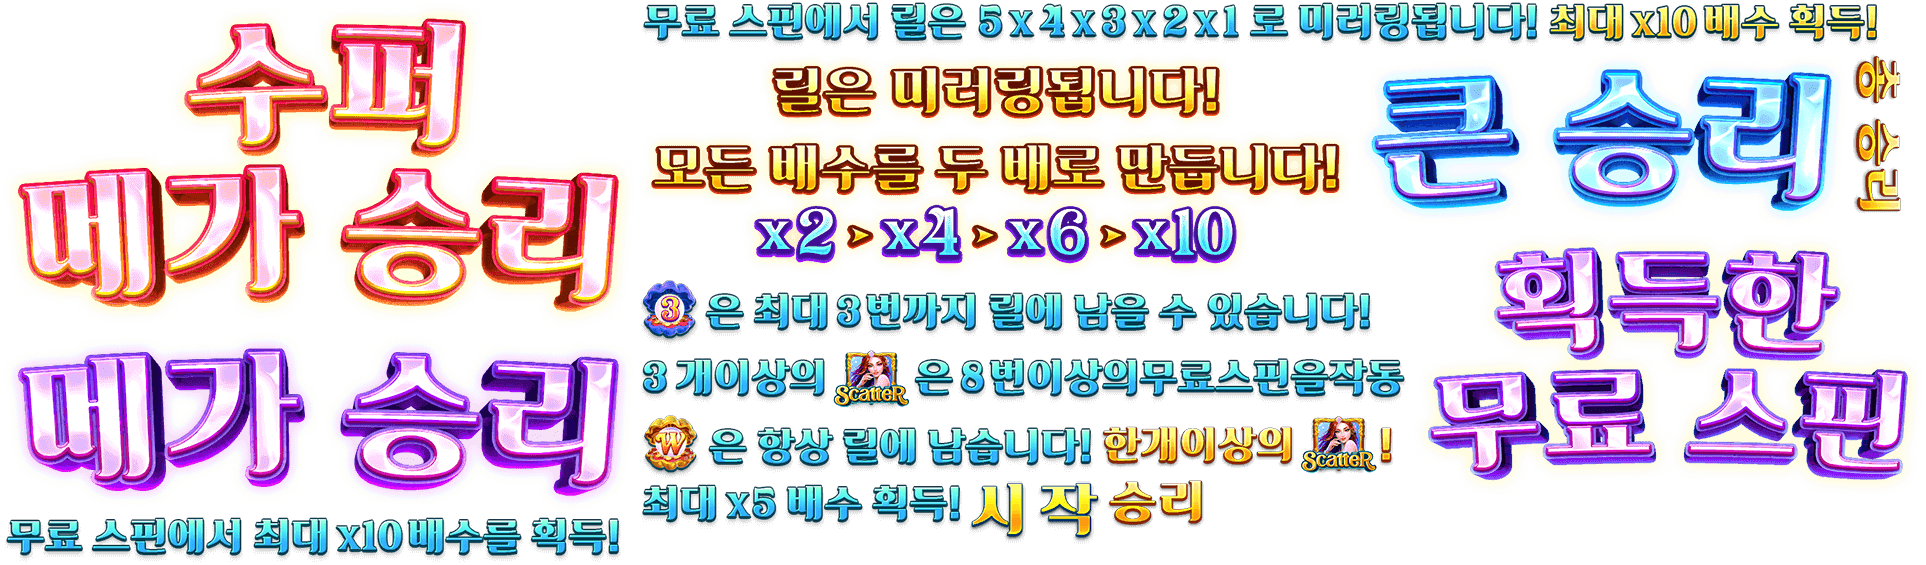 수퍼
메가 승리
메가 승리
무료 스핀에서 최대 x10 배수를 획득!
무료 스핀에서 릴은 5 x 4 x 3 x 2 x 1 로 미러링됩니다! 최대 x10 배수 획득!
릴은 미러링됩니다!
모든 배수를 두 배로 만듭니다!
x2 > x4 > x6 > x10
3 은 최대 3 번까지 릴에 남을 수 있습니다!
3 개이상의 SCATTER 은 8 번이상의무료스핀을작동
W 은 항상 릴에 남습니다! 한개이상의 SCATTER !
최대 x5 배수 획득! 시작 승리
큰 승리
총 승리
획득한
무료 스핀